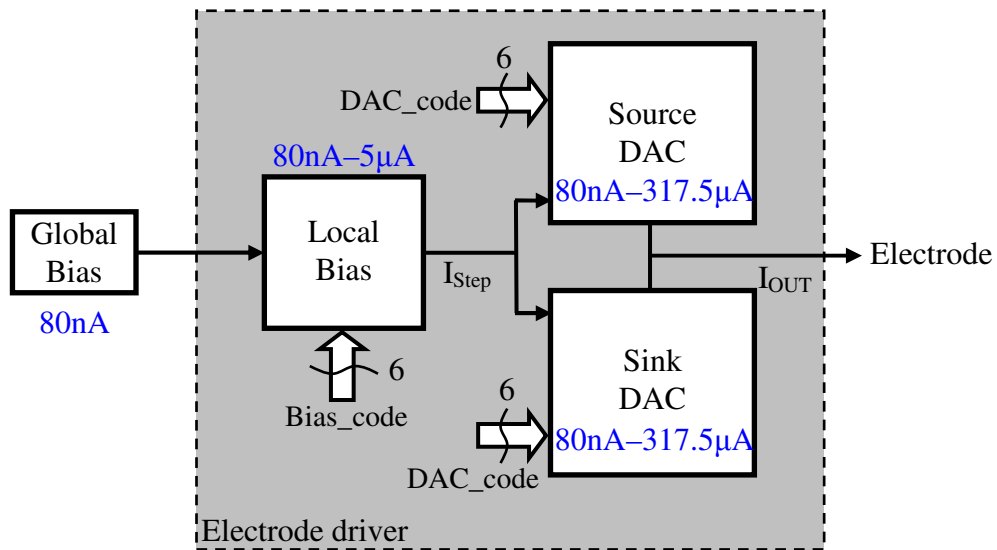 6
DAC_code
Source
DAC
80nA–317.5µA
80nA–5µA
Global
Bias
80nA
Local
Bias
I_Step
Electrode
I_OUT
6
Bias_code
6
DAC_code
Sink
DAC
80nA–317.5µA
Electrode driver